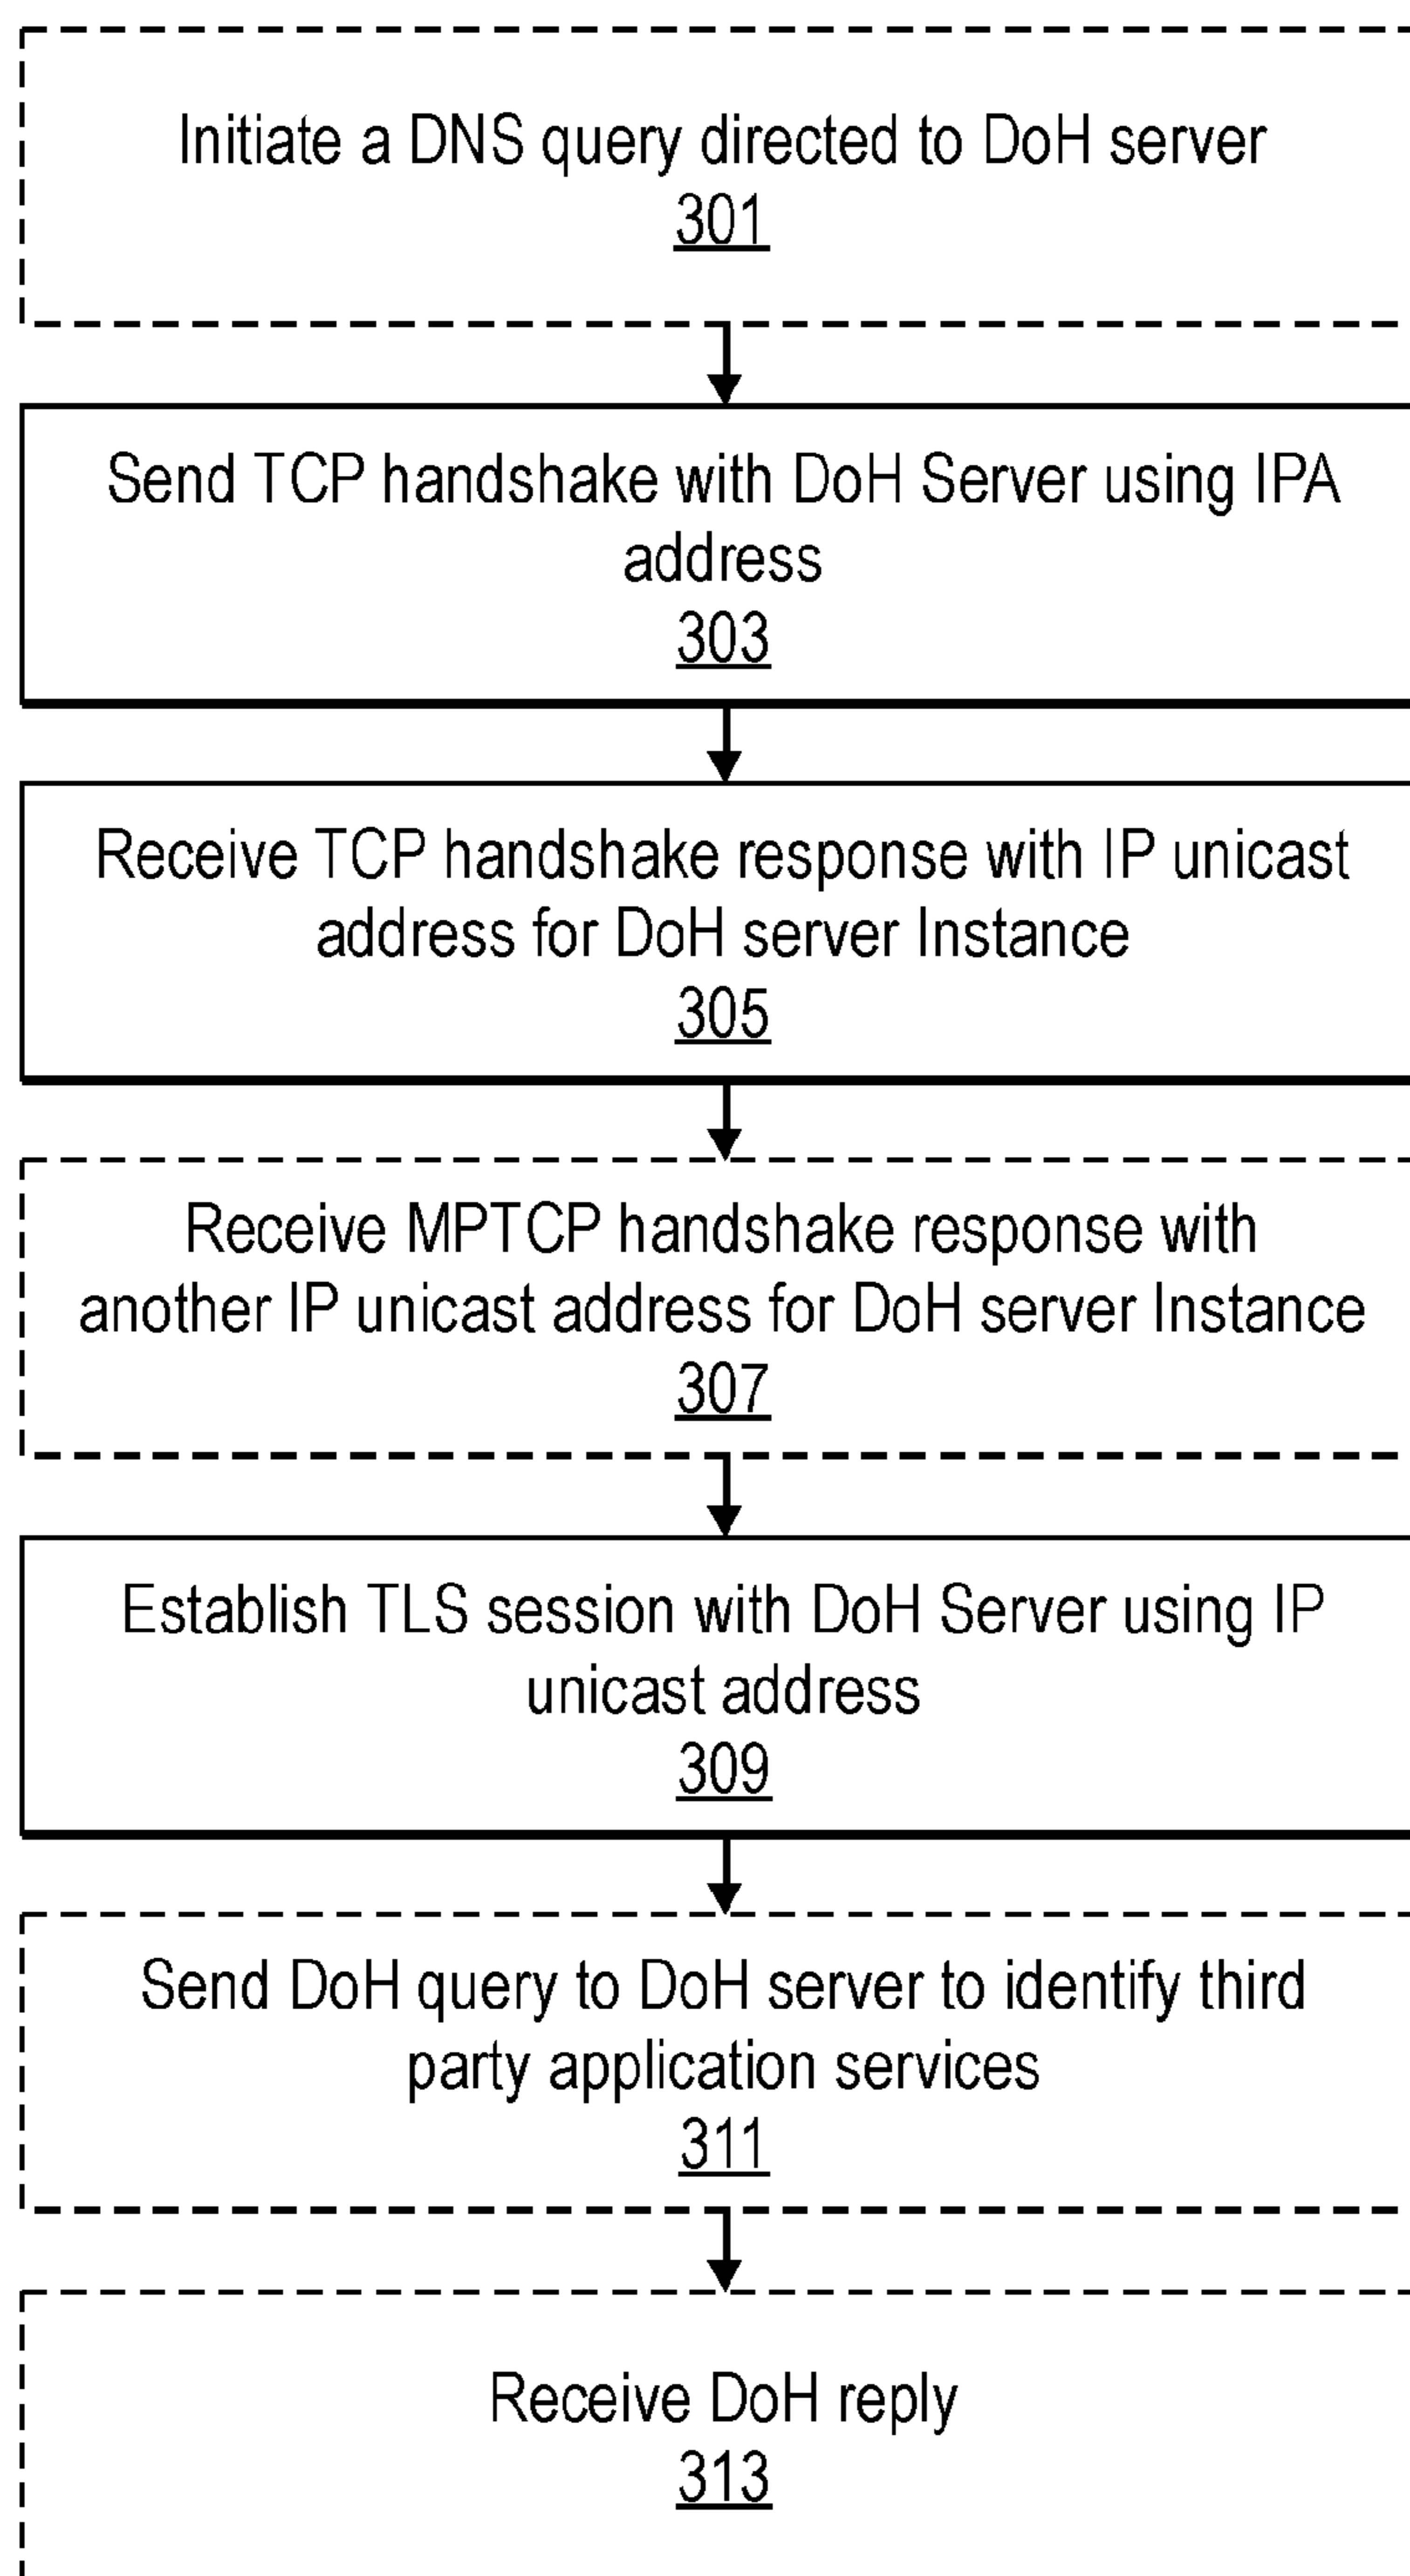 Initiate a DNS query directed to DoH server
301
Send TCP handshake with DoH Server using IPA
address
303
Receive TCP handshake response with IP unicast
address for DoH server Instance
305
Receive MPTCP handshake response with
another IP unicast address for DoH server Instance
307
Establish TLS session with DoH Server using IP
unicast address
309
Send DoH query to DoH server to identify third
party application services
311
Receive DoH reply
313